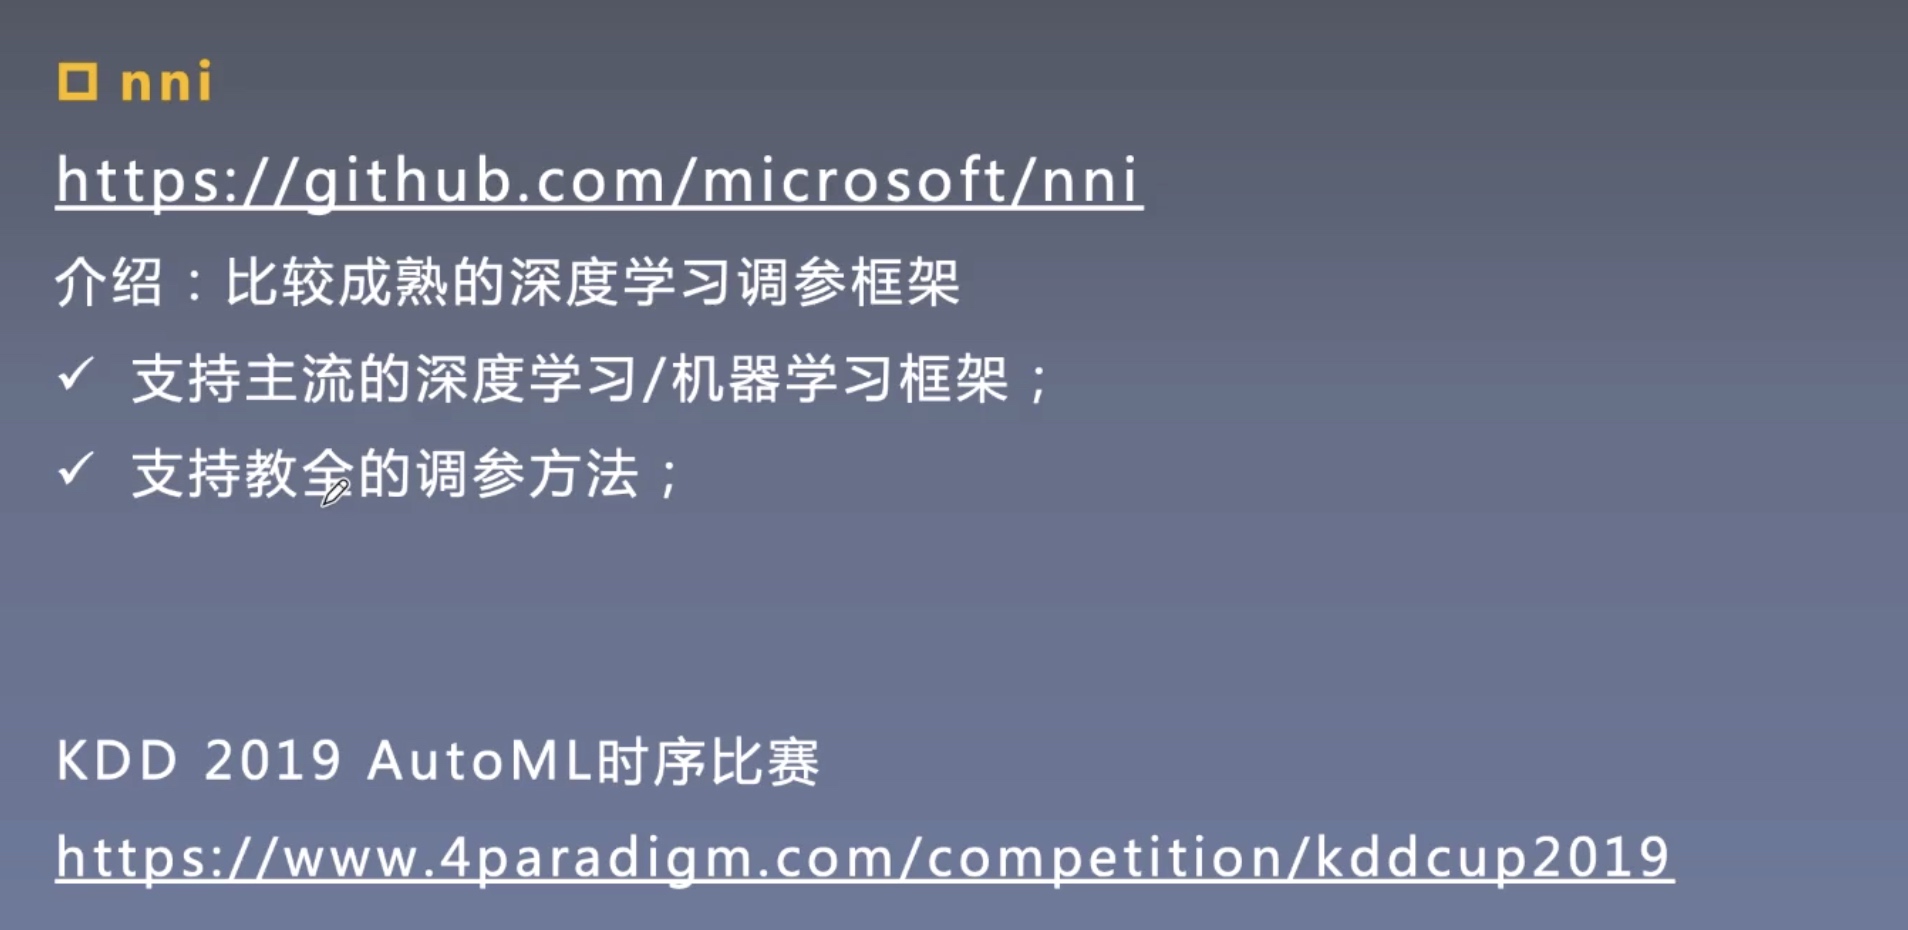 nni
https://github.com/microsoft/nni
介绍：比较成熟的深度学习调参框架
✓ 支持主流的深度学习/机器学习框架；
✓ 支持教全的调参方法；
KDD 2019 AutoML时序比赛
https://www.4paradigm.com/competition/kddcup2019